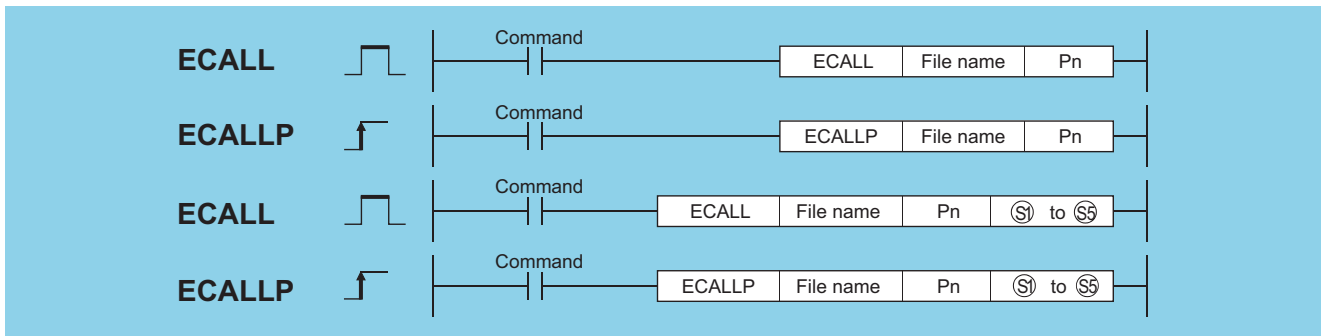 Command
ECALL ECALL File name Pn
Command
ECALLP ECALLP File name Pn
Command
ECALL ECALL File name Pn S1 to S5
Command
ECALLP ECALLP File name Pn S1 to S5